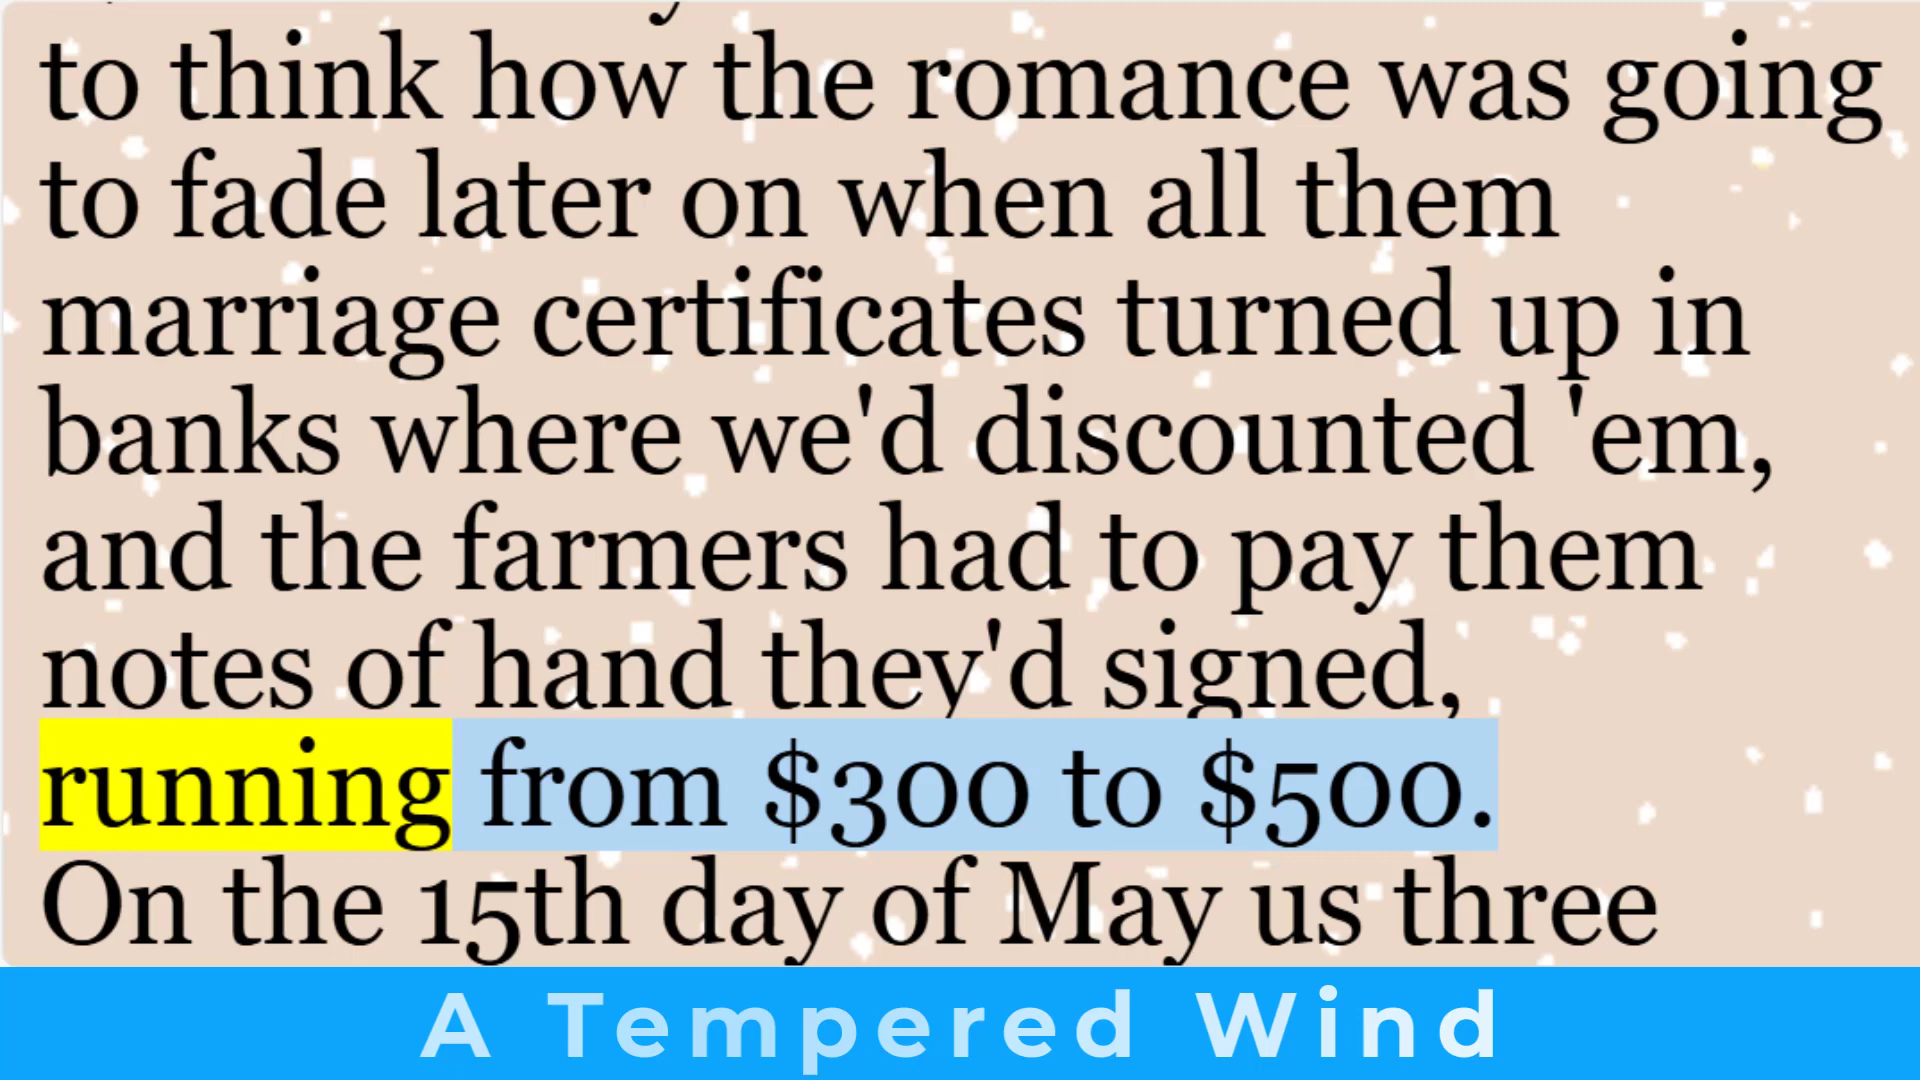 to think how the romance was going
to fade later on when all them
marriage certificates turned up in
banks where we'd discounted 'em,
and the farmers had to pay them
notes of hand they'd signed,
running from $300 to $500.
On the 15th day of May us three
A Tempered Wind